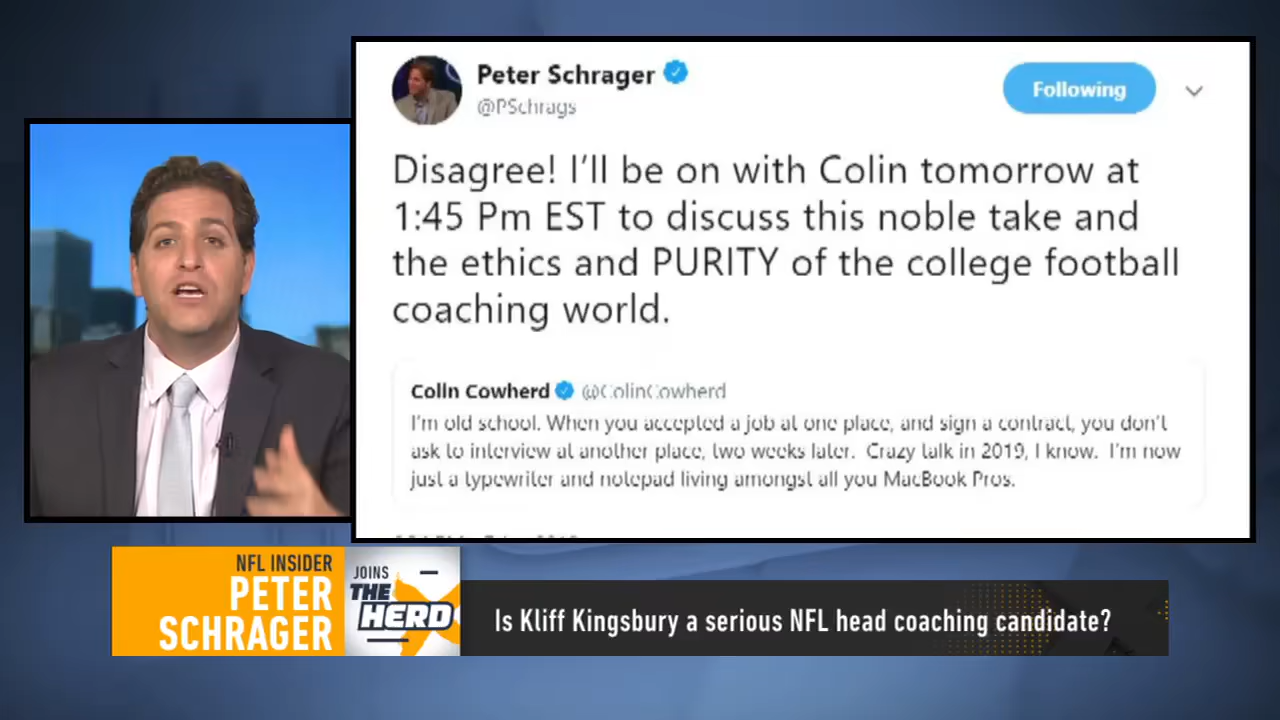 Peter Schrager
@PSchrags
Following
Disagree! I'll be on with Colin tomorrow at
1:45 Pm EST to discuss this noble take and
the ethics and PURITY of the college football
coaching world.
Colin Cowherd @ColinCowherd
I'm old school. When you accepted a job at one place, and sign a contract, you don't
ask to interview at another place, two weeks later. Crazy talk in 2019, I know. I'm now
just a typewriter and notepad living amongst all you MacBook Pros.
NFL INSIDER
PETER
SCHRAGER
JOINS
THE
HERD
Is Kliff Kingsbury a serious NFL head coaching candidate?